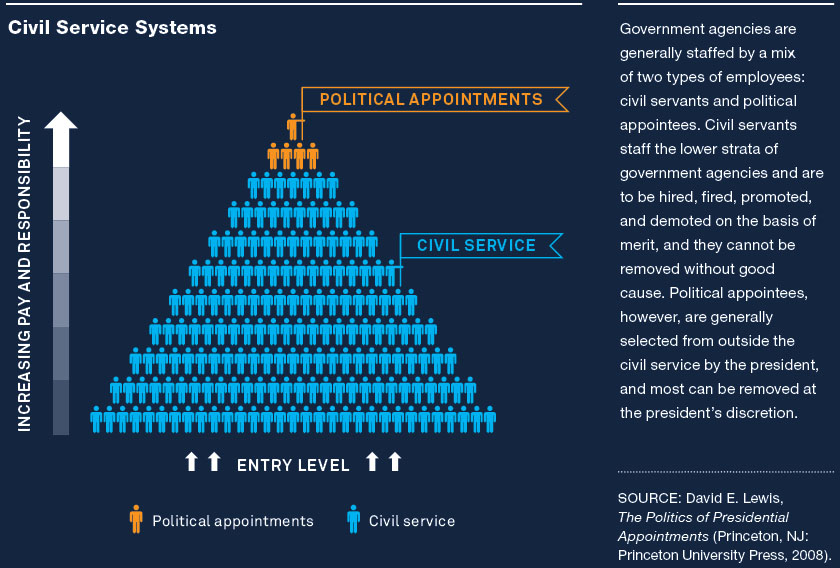 Civil Service Systems
POLITICAL APPOINTMENTS
CIVIL SERVICE
INCREASING PAY AND RESPONSIBILITY
ENTRY LEVEL
Political appointments
Civil service
Government agencies are
generally staffed by a mix
of two types of employees:
civil servants and political
appointees. Civil servants
staff the lower strata of
government agencies and are
to be hired, fired, promoted,
and demoted on the basis of
merit, and they cannot be
removed without good
cause. Political appointees,
however, are generally
selected from outside the
civil service by the president,
and most can be removed at
the president’s discretion.
SOURCE: David E. Lewis,
The Politics of Presidential
Appointments (Princeton, NJ:
Princeton University Press, 2008).